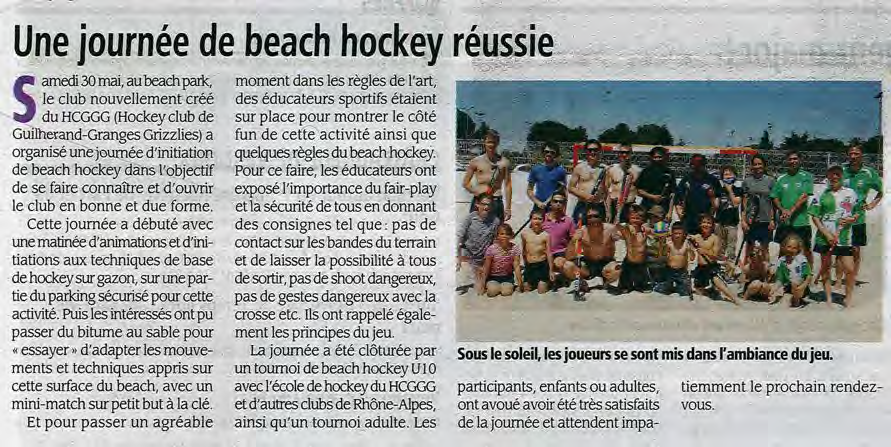 Une journée de beach hockey réussie
Samedi 30 mai, au beach park,
le club nouvellement créé
du HCGGG (Hockey club de
Guilherand-Granges Grizzlies) a
organisé une journée d'initiation
de beach hockey dans l'objectif
de se faire connaître et d'ouvrir
le club en bonne et due forme.
Cette journée a débuté avec
une matinée d'animations et d'ini-
tiations aux techniques de base
de hockey sur gazon, sur une par-
tie du parking sécurisé pour cette
activité. Puis les intéressés ont pu
passer du bitume au sable pour
« essayer » d'adapter les mouve-
ments et techniques appris sur
cette surface du beach, avec un
mini-match sur petit but à la clé.
Et pour passer un agréable
moment dans les règles de l'art,
des éducateurs sportifs étaient
sur place pour montrer le côté
fun de cette activité ainsi que
quelques règles du beach hockey.
Pour ce faire, les éducateurs ont
exposé l'importance du fair-play
et la sécurité de tous en donnant
des consignes tel que : pas de
contact sur les bandes du terrain
et de laisser la possibilité à tous
de sortir, pas de shoot dangereux,
pas de gestes dangereux avec la
crosse etc. Ils ont rappelé égale-
ment les principes du jeu.
La journée a été clôturée par
un tournoi de beach hockey U10
avec l'école de hockey du HCGGG
et d'autres clubs de Rhône-Alpes,
ainsi qu'un tournoi adulte. Les
Sous le soleil, les joueurs se sont mis dans l'ambiance du jeu.
participants, enfants ou adultes,
ont avoué avoir été très satisfaits
de la journée et attendent impa-
tiemment le prochain rendez-
vous.